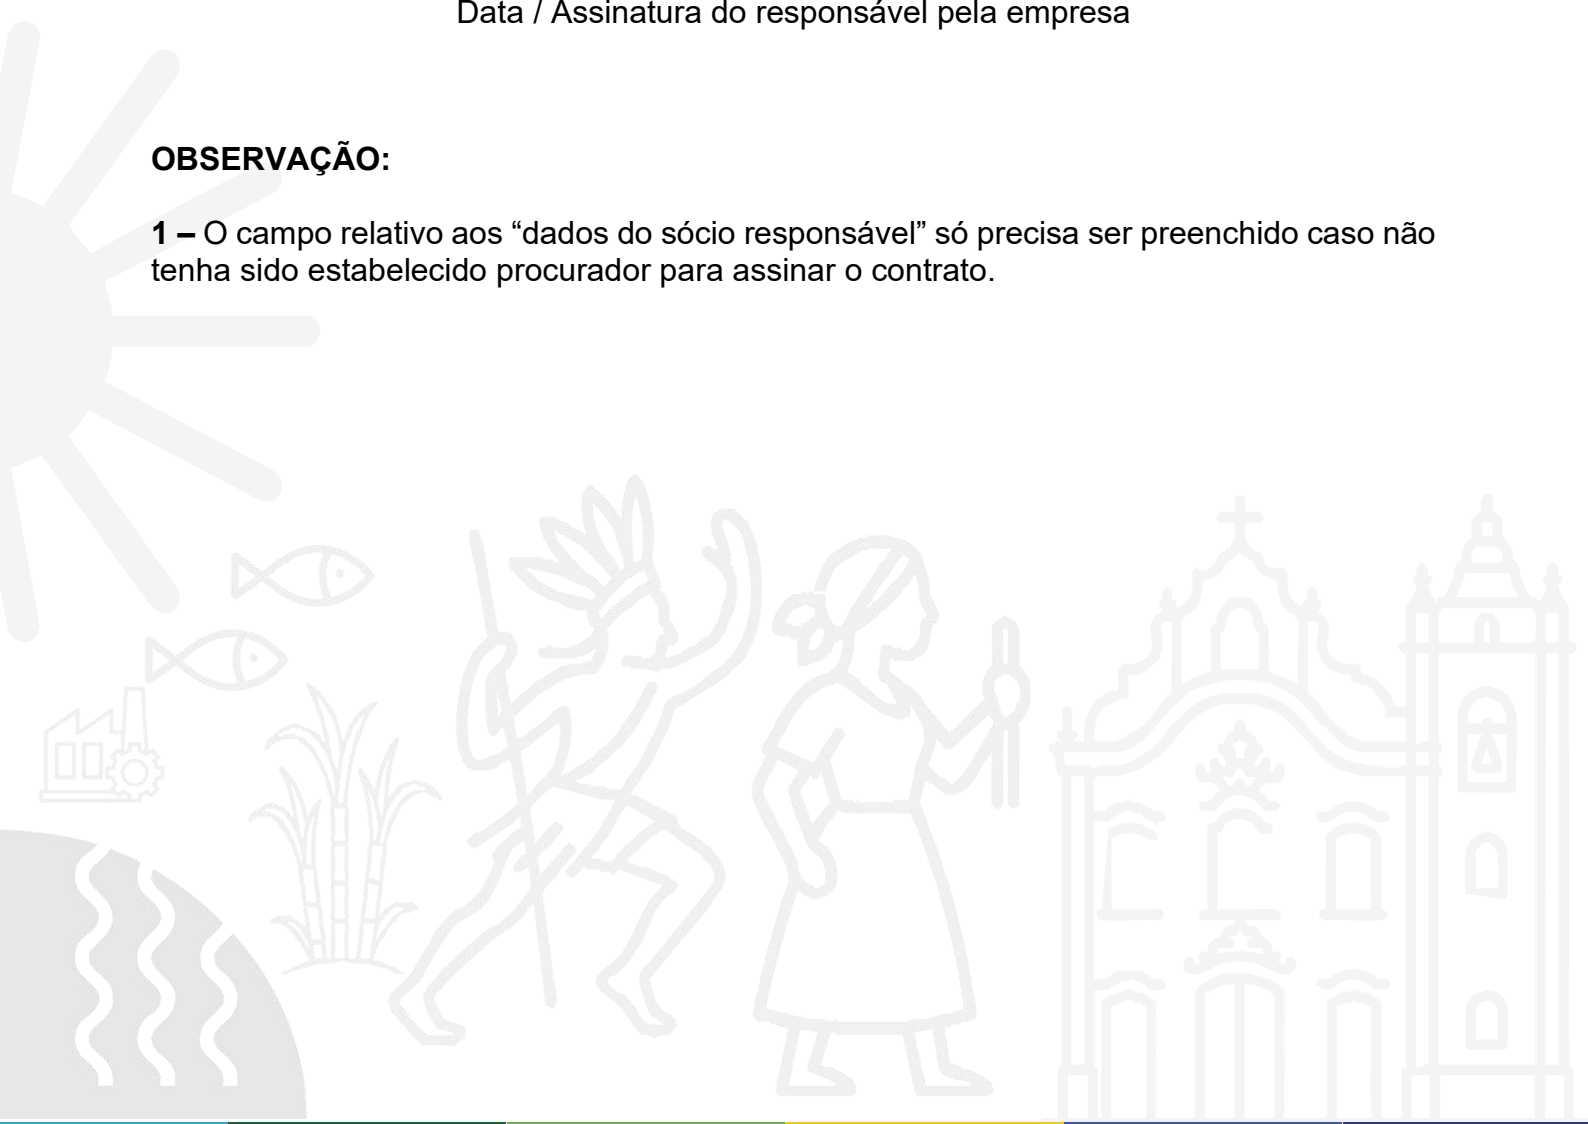 Data / Assinatura do responsável pela empresa
OBSERVAÇÃO:
1 – O campo relativo aos “dados do sócio responsável” só precisa ser preenchido caso não
tenha sido estabelecido procurador para assinar o contrato.